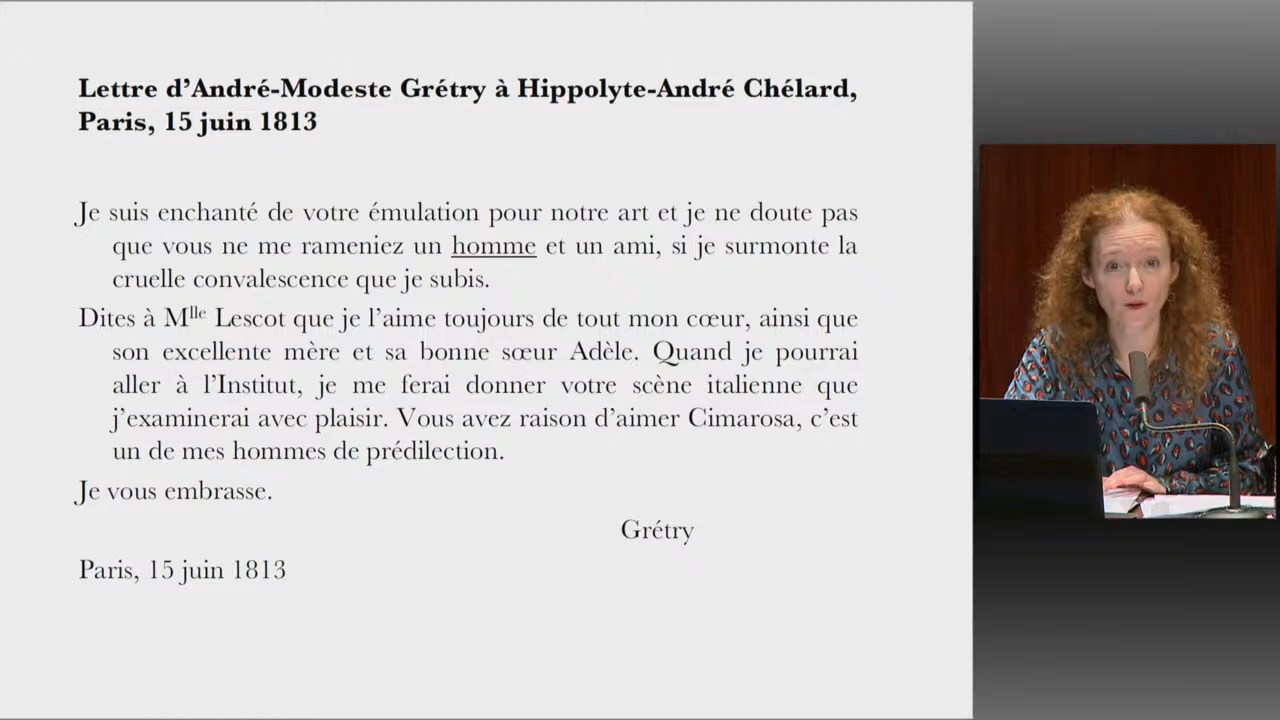 Lettre d’André-Modeste Grétry à Hippolyte-André Chélard,
Paris, 15 juin 1813
Je suis enchanté de votre émulation pour notre art et je ne doute pas
que vous ne me rameniez un homme et un ami, si je surmonte la
cruelle convalescence que je subis.
Dites à Mlle Lescot que je l’aime toujours de tout mon cœur, ainsi que
son excellente mère et sa bonne sœur Adèle. Quand je pourrai
aller à l’Institut, je me ferai donner votre scène italienne que
j’examinerai avec plaisir. Vous avez raison d’aimer Cimarosa, c’est
un de mes hommes de prédilection.
Je vous embrasse.
Grétry
Paris, 15 juin 1813